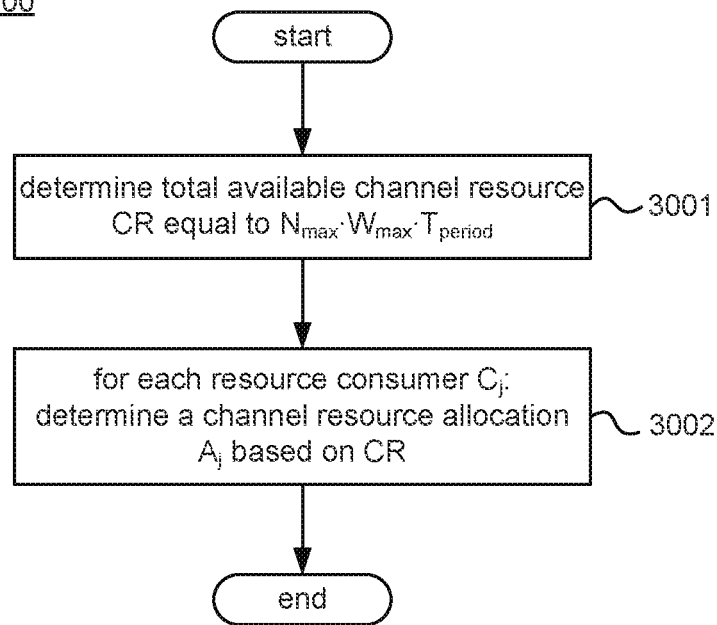 start
determine total available channel resource
CR equal to Nmax·Wmax·Tperiod
3001
for each resource consumer Cj:
determine a channel resource allocation
Aj based on CR
3002
end